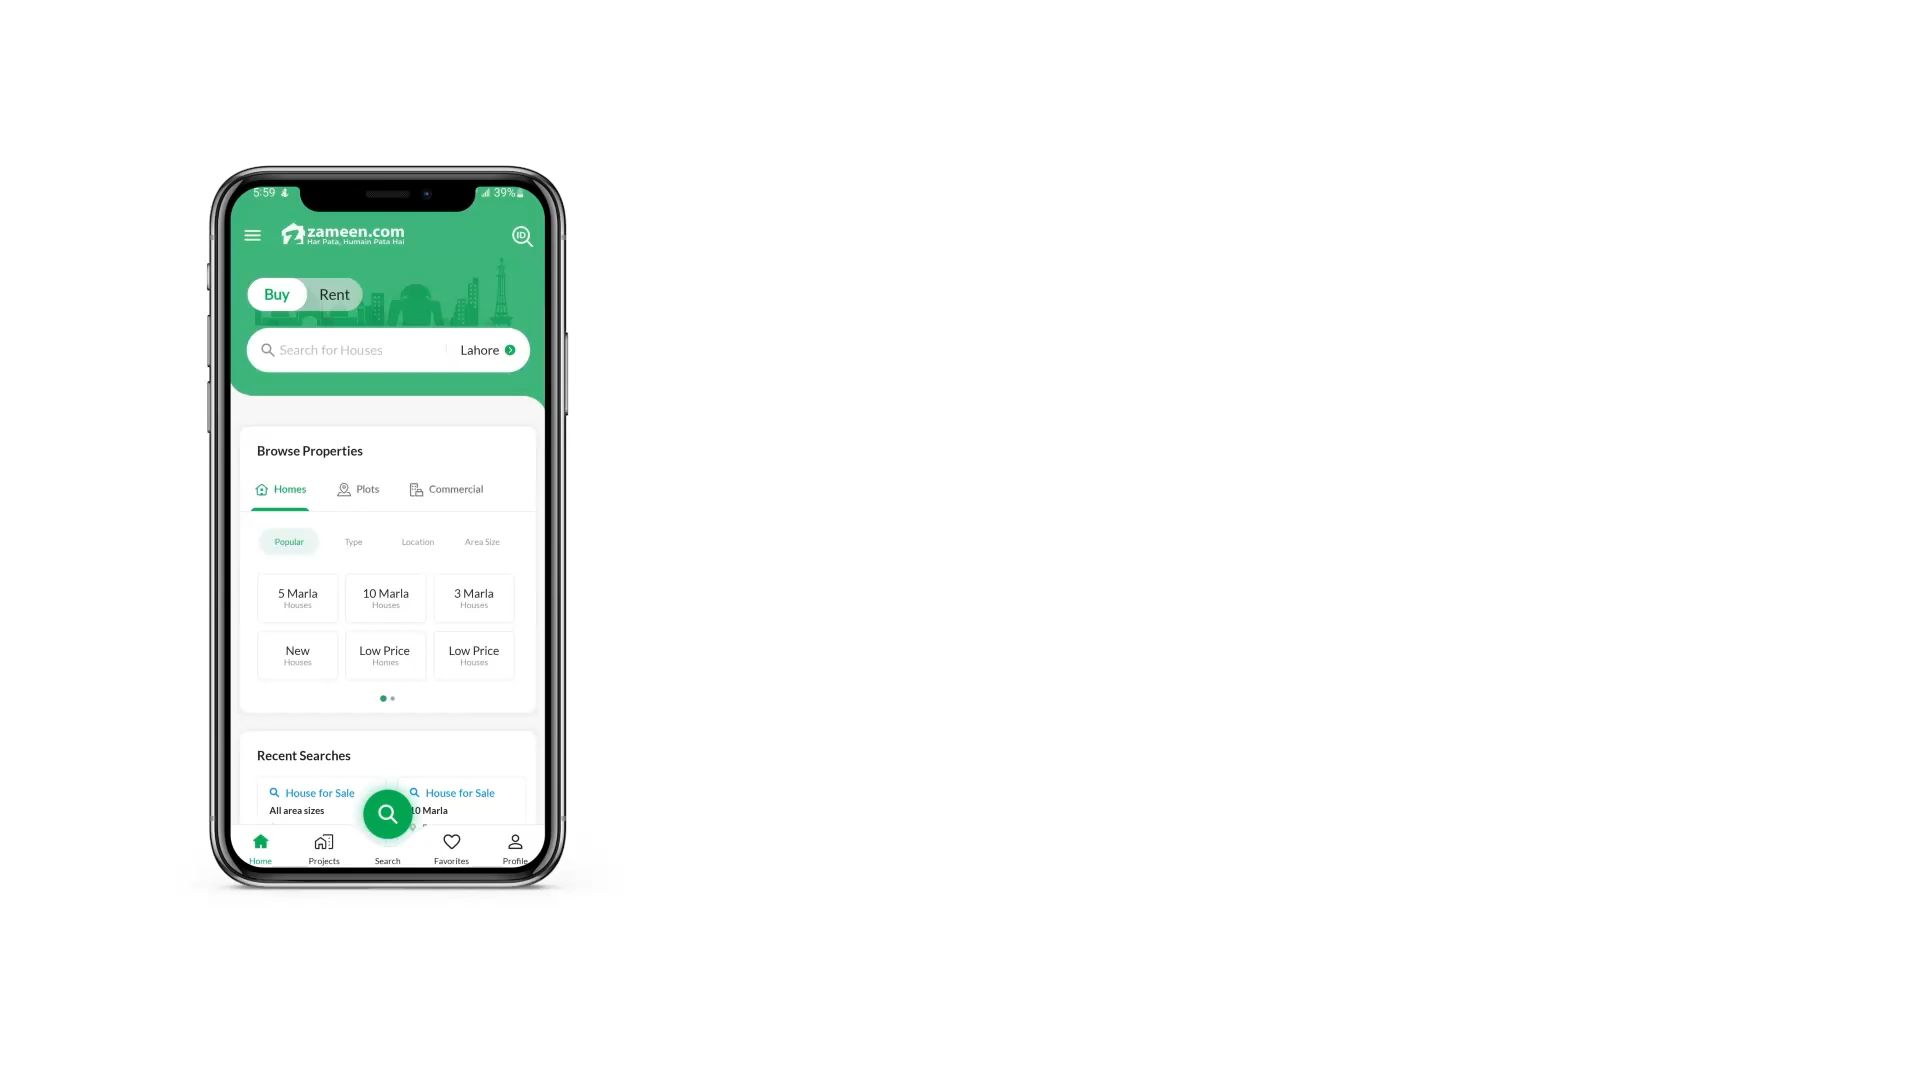 5:59 39%
zameen.com
Har Pata, Humain Pata Hai
ID
Buy Rent
Search for Houses Lahore
Browse Properties
Homes Plots Commercial
Popular Type Location Area Size
5 Marla 10 Marla 3 Marla
Houses Houses Houses
New Low Price Low Price
Houses Homes Houses
Recent Searches
House for Sale House for Sale
All area sizes 10 Marla
Home Projects Search Favorites Profile